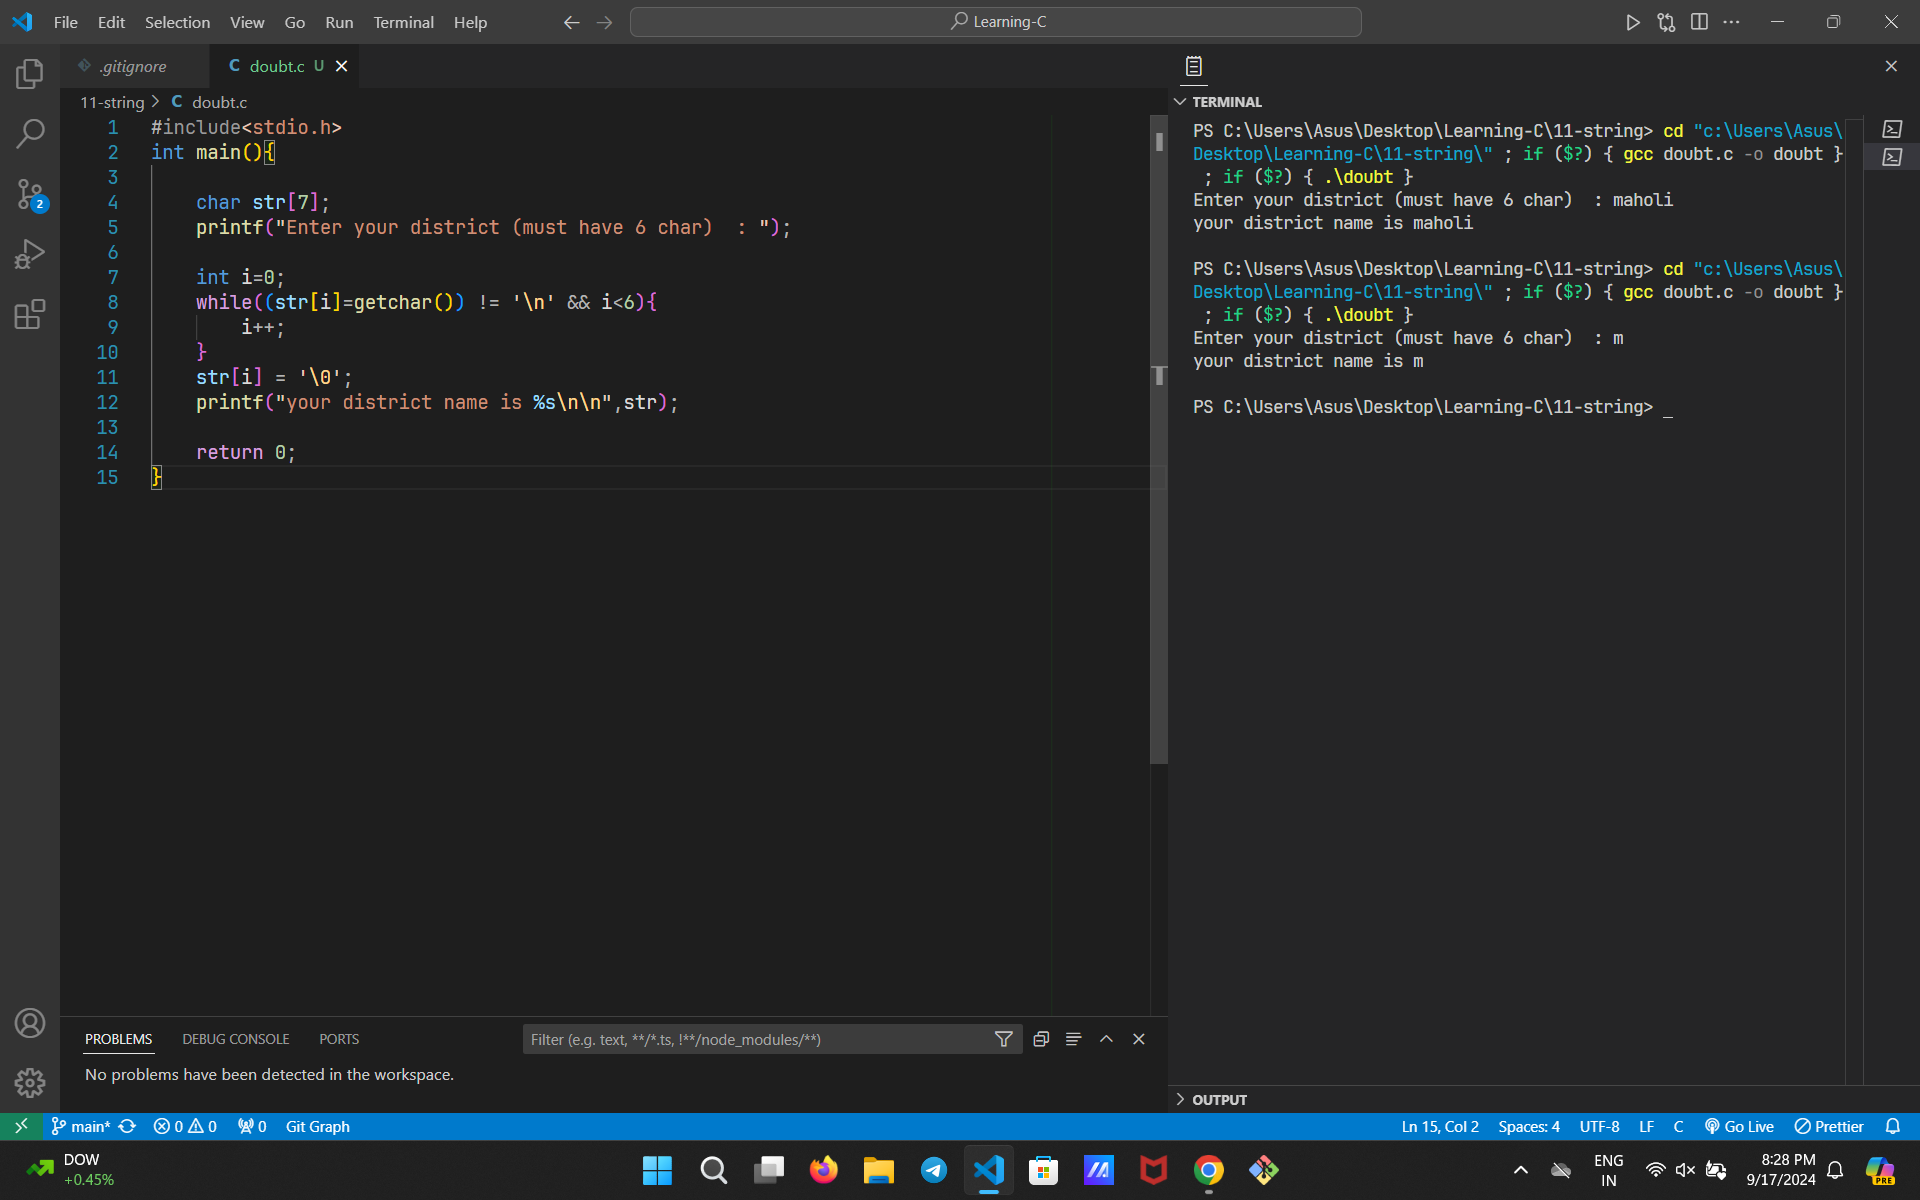 File Edit Selection View Go Run Terminal Help
Learning-C
.gitignore
C doubt.c U
11-string > C doubt.c
1 #include<stdio.h>
2 int main(){
3
4     char str[7];
5     printf("Enter your district (must have 6 char)  : ");
6
7     int i=0;
8     while((str[i]=getchar()) != '\n' && i<6){
9         i++;
10     }
11     str[i] = '\0';
12     printf("your district name is %s\n\n",str);
13
14     return 0;
15 }
TERMINAL
PS C:\Users\Asus\Desktop\Learning-C\11-string> cd "c:\Users\Asus\
Desktop\Learning-C\11-string\" ; if ($?) { gcc doubt.c -o doubt }
; if ($?) { .\doubt }
Enter your district (must have 6 char)  : maholi
your district name is maholi
PS C:\Users\Asus\Desktop\Learning-C\11-string> cd "c:\Users\Asus\
Desktop\Learning-C\11-string\" ; if ($?) { gcc doubt.c -o doubt }
; if ($?) { .\doubt }
Enter your district (must have 6 char)  : m
your district name is m
PS C:\Users\Asus\Desktop\Learning-C\11-string> _
2
PROBLEMS DEBUG CONSOLE PORTS
Filter (e.g. text, **/*.ts, !**/node_modules/**)
No problems have been detected in the workspace.
OUTPUT
main* 0 0 0 Git Graph
Ln 15, Col 2 Spaces: 4 UTF-8 LF C Go Live Prettier
DOW
+0.45%
ENG
IN
8:28 PM
9/17/2024
PRE